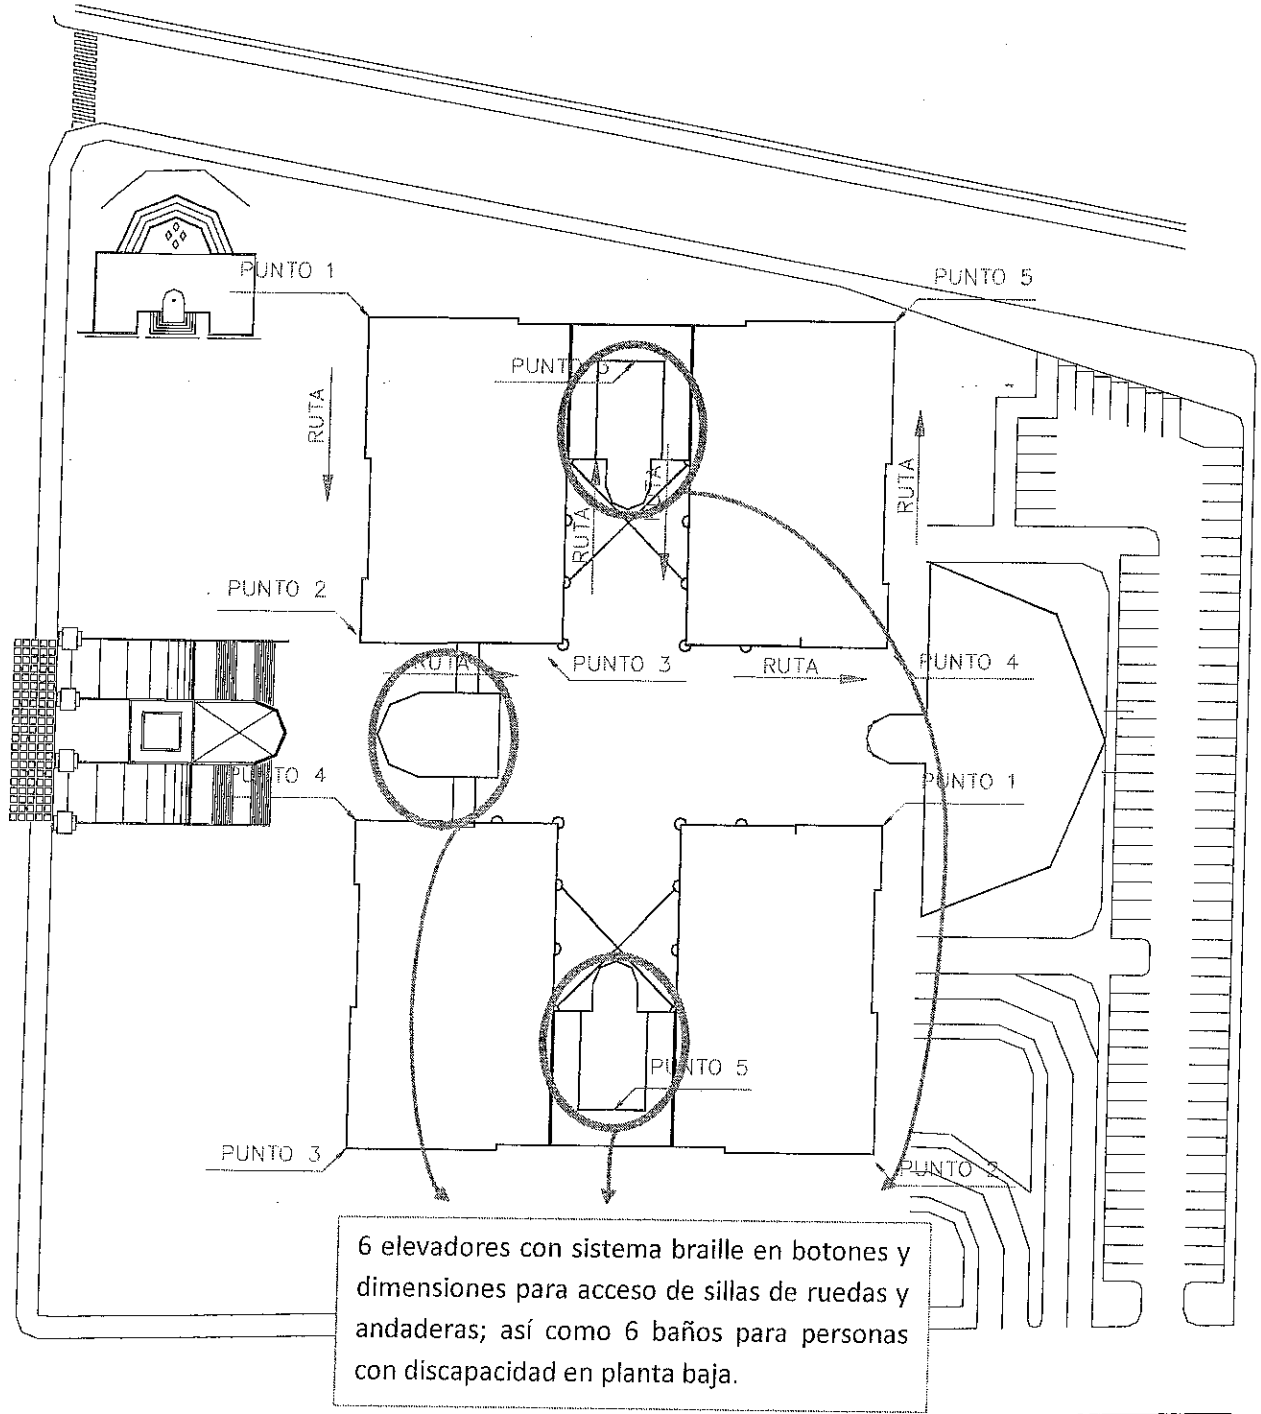 PUNTO 1
PUNTO 5
PUNTO
RUTA
RUTA
RUTA
RUTA
PUNTO 2
RUTA
PUNTO 3
RUTA
PUNTO 4
PUNTO 4
PUNTO 1
PUNTO 5
PUNTO 3
PUNTO 2
6 elevadores con sistema braille en botones y
dimensiones para acceso de sillas de ruedas y
andaderas; así como 6 baños para personas
con discapacidad en planta baja.